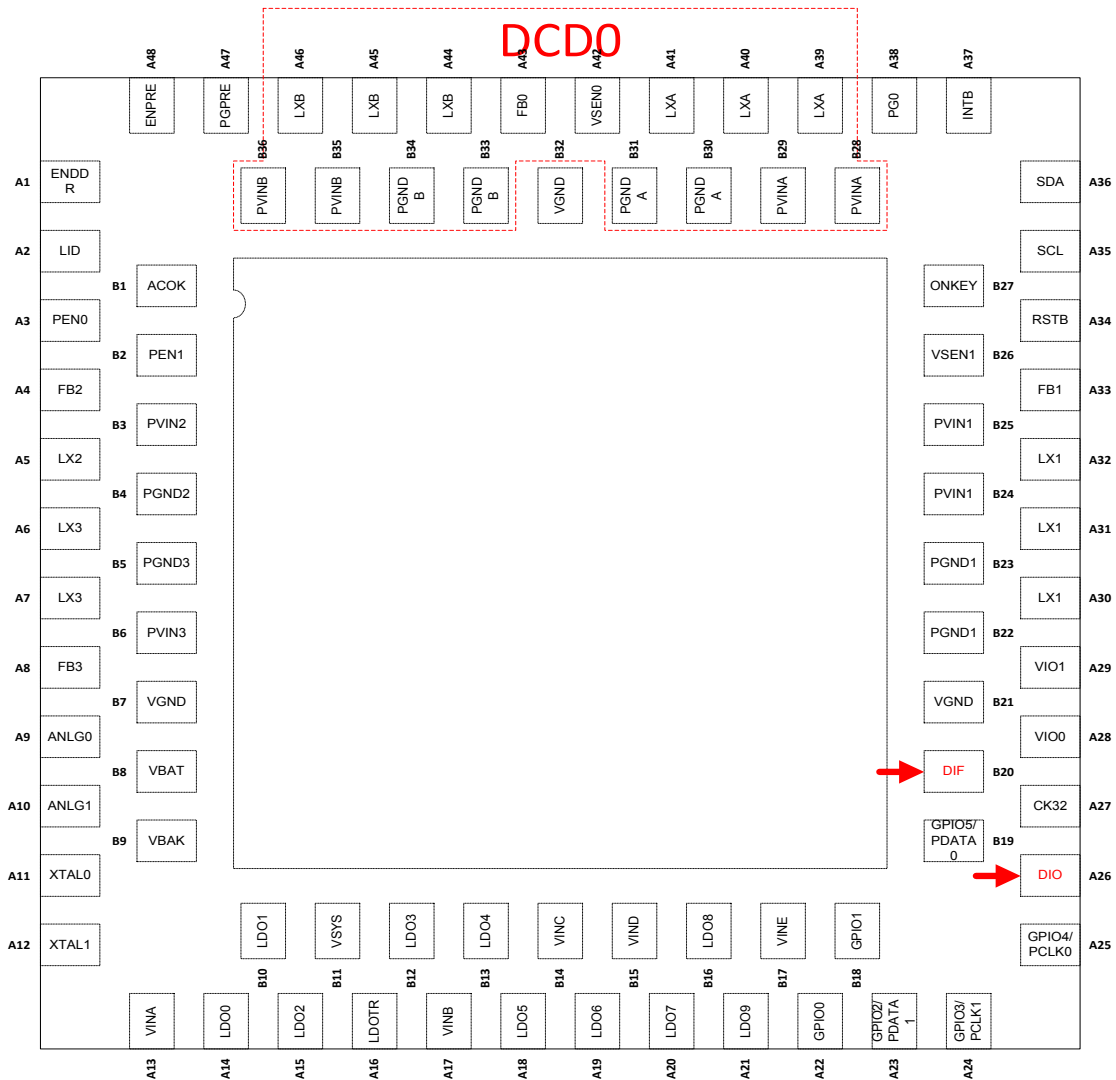 DCD0
A48
A47
A46
A45
A44
A43
A42
A41
A40
A39
A38
A37
ENPRE
PGPRE
LXB
LXB
LXB
FB0
VSEN0
LXA
LXA
LXA
PG0
INTB
B36
B35
B34
B33
B32
B31
B30
B29
B28
PVINB
PVINB
PGND
B
PGND
B
VGND
PGND
A
PGND
A
PVINA
PVINA
A1
ENDD
R
SDA
A36
A2
LID
SCL
A35
B1
ACOK
ONKEY
B27
A3
PEN0
RSTB
A34
B2
PEN1
VSEN1
B26
A4
FB2
FB1
A33
B3
PVIN2
PVIN1
B25
A5
LX2
LX1
A32
B4
PGND2
PVIN1
B24
A6
LX3
LX1
A31
B5
PGND3
PGND1
B23
A7
LX3
LX1
A30
B6
PVIN3
PGND1
B22
A8
FB3
VIO1
A29
B7
VGND
VGND
B21
A9
ANLG0
VIO0
A28
B8
VBAT
DIF
B20
A10
ANLG1
CK32
A27
B9
VBAK
GPIO5/
PDATA
0
B19
A11
XTAL0
DIO
A26
A12
XTAL1
GPIO4/
PCLK0
A25
LDO1
VSYS
LDO3
LDO4
VINC
VIND
LDO8
VINE
GPIO1
B10
B11
B12
B13
B14
B15
B16
B17
B18
VINA
LDO0
LDO2
LDOTR
VINB
LDO5
LDO6
LDO7
LDO9
GPIO0
GPIO2/
PDATA
1
GPIO3/
PCLK1
A13
A14
A15
A16
A17
A18
A19
A20
A21
A22
A23
A24